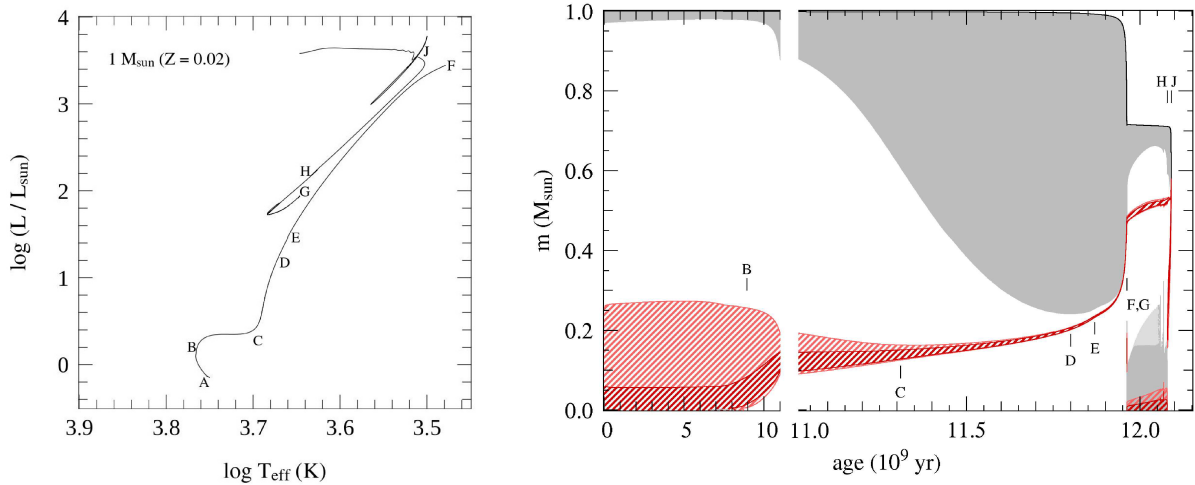 1 Msun (Z = 0.02)
log (L / Lsun)
4
3
2
1
0
3.9
3.8
3.7
3.6
3.5
log Teff (K)
J
F
H
G
E
D
C
B
A
1.0
0.8
0.6
0.4
0.2
0.0
m (Msun)
H J
B
F,G
E
D
C
0
5
10
11.0
11.5
12.0
age (10⁹ yr)